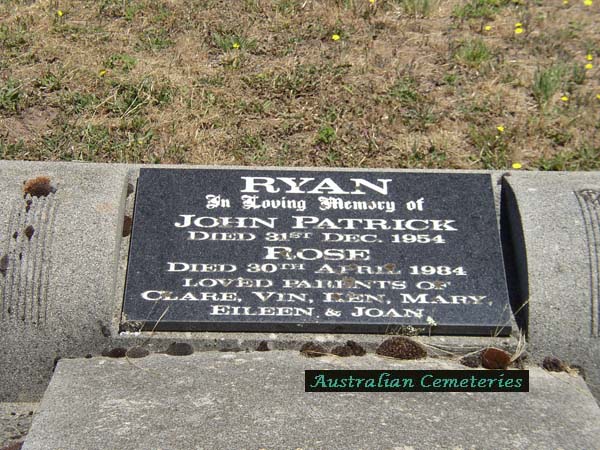 RYAN
In Loving Memory of
JOHN PATRICK
DIED 31ST DEC. 1954
ROSE
DIED 30TH APRIL 1984
LOVED PARENTS OF
CLARE, VIN, KEN, MARY,
EILEEN & JOAN
Australian Cemeteries